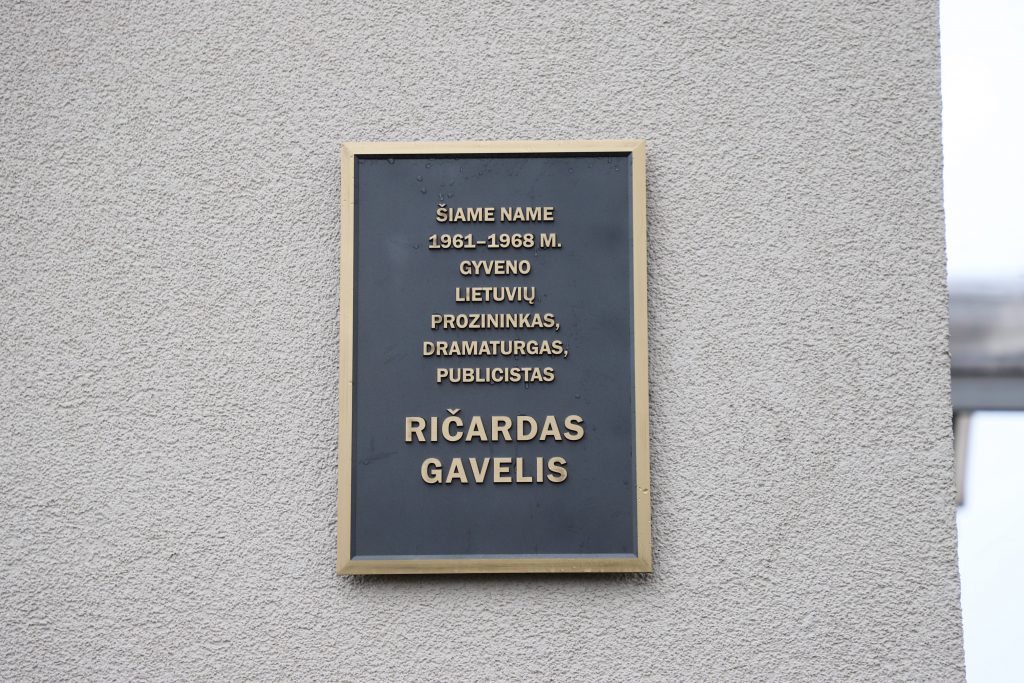 ŠIAME NAME
1961–1968 M.
GYVENO
LIETUVIŲ
PROZININKAS,
DRAMATURGAS,
PUBLICISTAS
RIČARDAS
GAVELIS